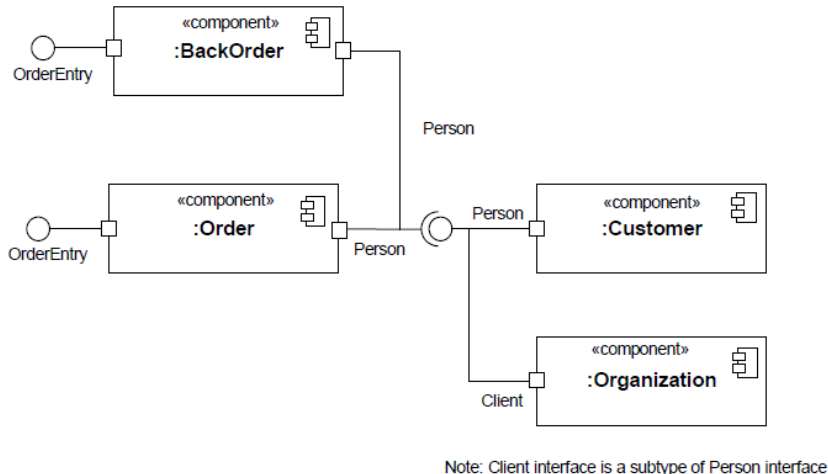 «component»
:BackOrder
OrderEntry
Person
«component»
:Order
OrderEntry
Person
Person
«component»
:Customer
«component»
:Organization
Client
Note: Client interface is a subtype of Person interface